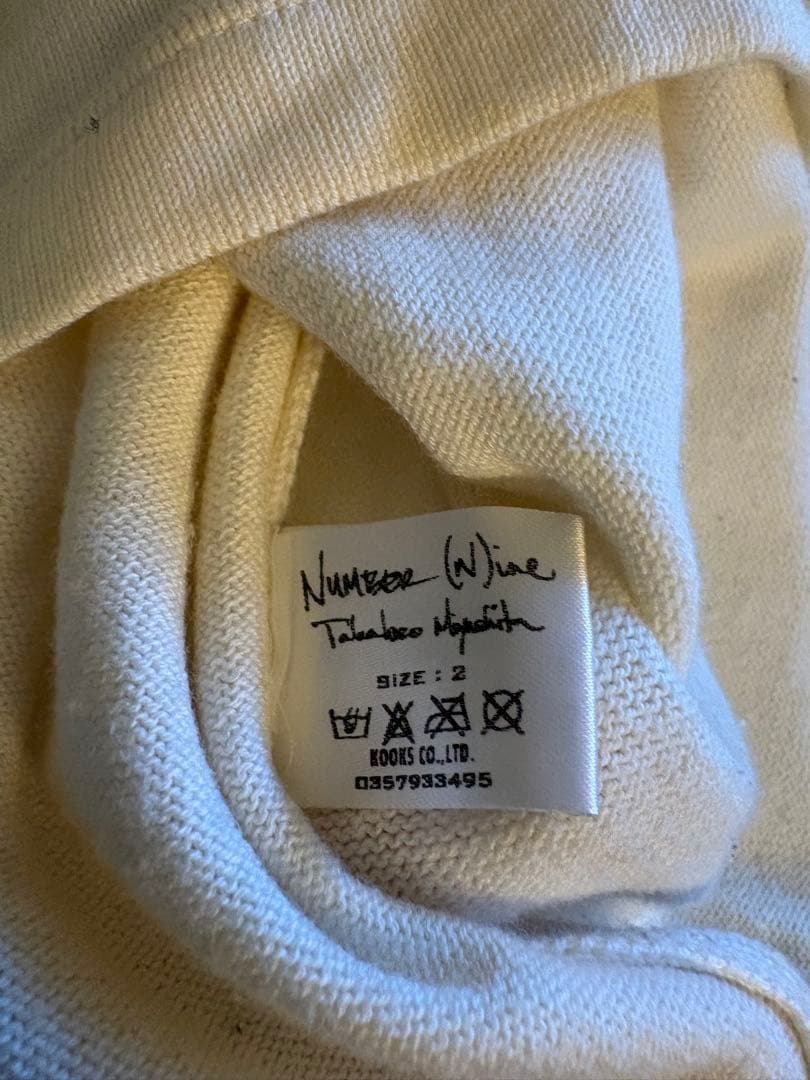 NUMBER (N)ine
Takahiro Miyashita
SIZE : 2
KOOKS CO.,LTD.
0357933495